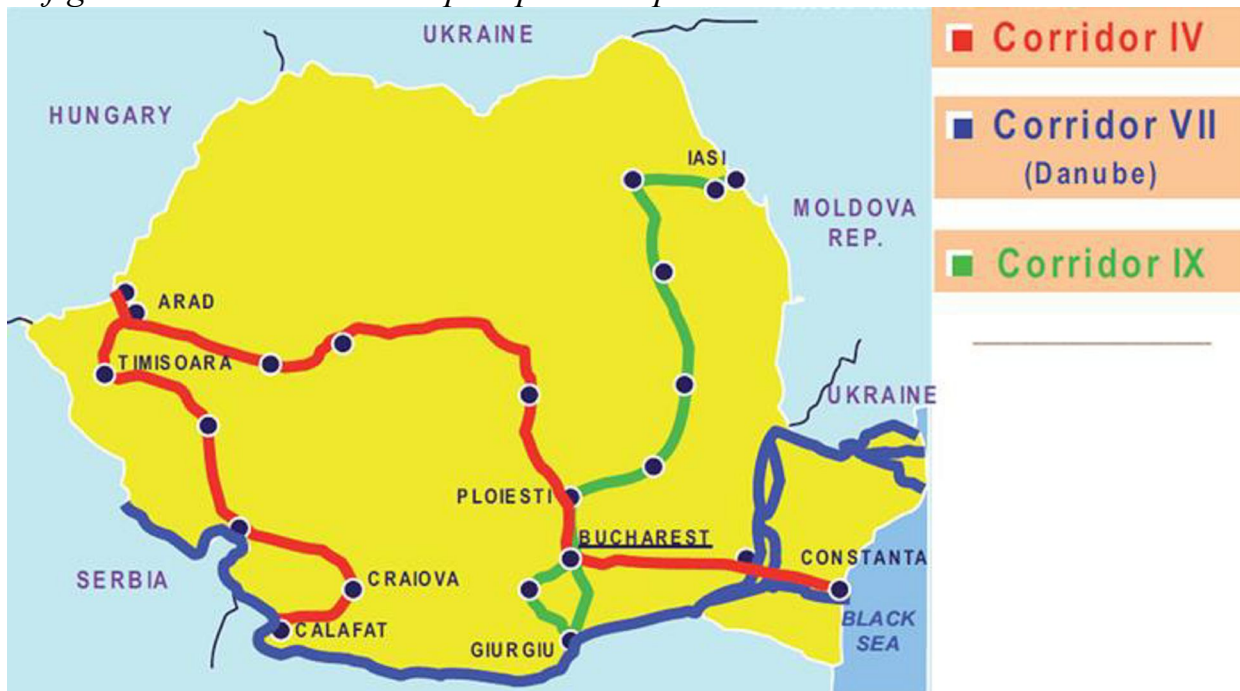 UKRAINE
HUNGARY
IASI
MOLDOVA
REP.
ARAD
TIMISOARA
UKRAINE
PLOIESTI
BUCHAREST
CONSTANTA
SERBIA
CRAIOVA
CALAFAT
GIURGIU
BLACK
SEA
Corridor IV
Corridor VII
(Danube)
Corridor IX